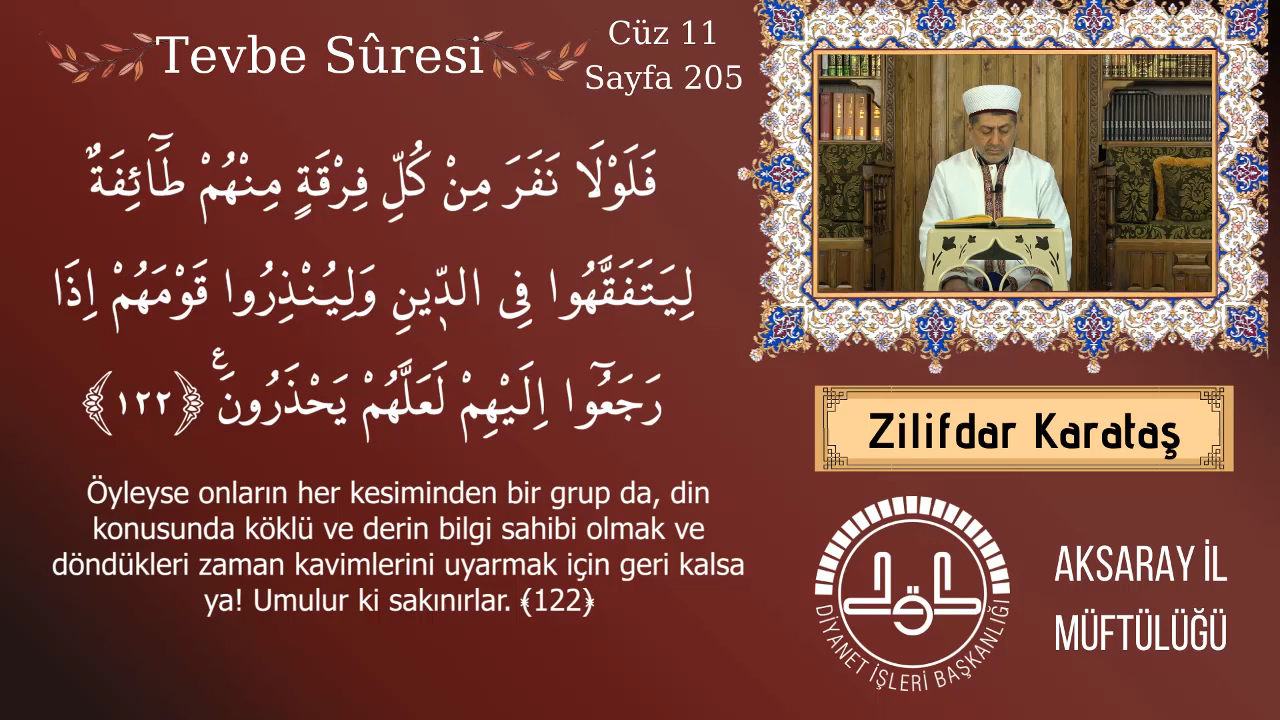 Tevbe Sûresi
Cüz 11
Sayfa 205
فَلَوْلَا نَفَرَ مِنْ كُلِّ فِرْقَةٍ مِنْهُمْ طَٓائِفَةٌ
لِيَتَفَقَّهُوا فِى الدّ۪ينِ وَلِيُنْذِرُوا قَوْمَهُمْ اِذَا
رَجَعُٓوا اِلَيْهِمْ لَعَلَّهُمْ يَحْذَرُونَ ع ﴿١٢٢﴾
Öyleyse onların her kesiminden bir grup da, din
konusunda köklü ve derin bilgi sahibi olmak ve
döndükleri zaman kavimlerini uyarmak için geri kalsa
ya! Umulur ki sakınırlar. ﴾122﴿
Zilifdar Karataş
DİYANET İŞLERİ BAŞKANLIĞI
AKSARAY İL
MÜFTÜLÜĞÜ